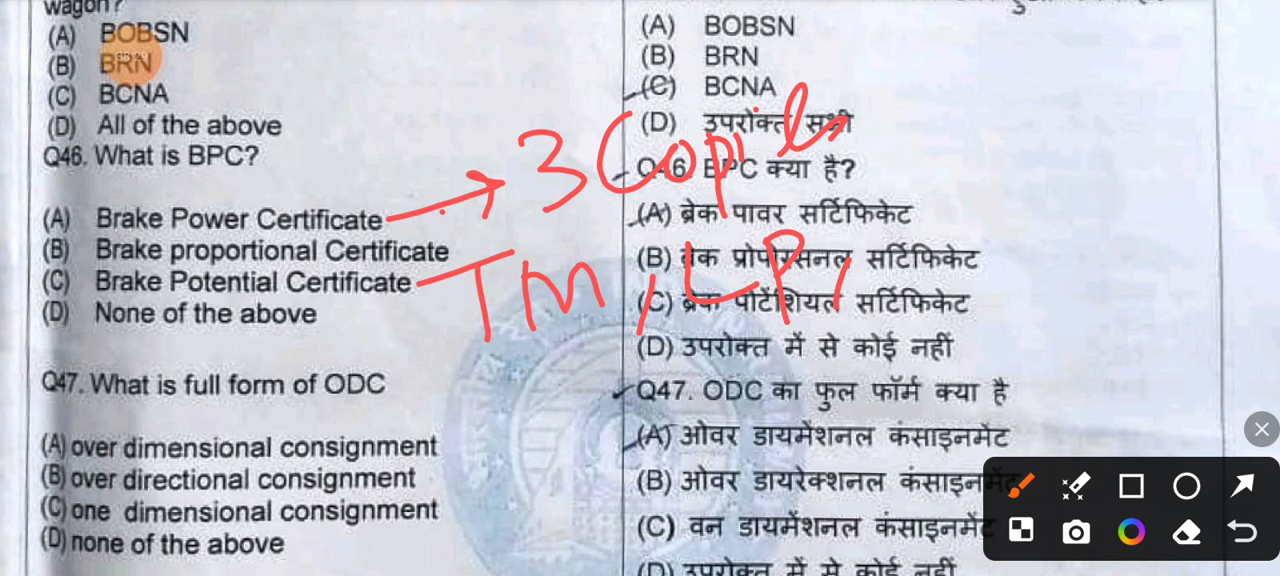 wagon?
(A) BOBSN
(B) BRN
(C) BCNA
(D) All of the above
Q46. What is BPC?
(A) Brake Power Certificate
(B) Brake proportional Certificate
(C) Brake Potential Certificate
(D) None of the above
Q47. What is full form of ODC
(A) over dimensional consignment
(B) over directional consignment
(C) one dimensional consignment
(D) none of the above
(A) BOBSN
(B) BRN
(C) BCNA
(D) उपरोक्त सभी
Q46. BPC क्या है?
(A) ब्रेक पावर सर्टिफिकेट
(B) ब्रेक प्रोपोरसनल सर्टिफिकेट
(C) ब्रेक पोटेंशियल सर्टिफिकेट
(D) उपरोक्त में से कोई नहीं
Q47. ODC का फुल फॉर्म क्या है
(A) ओवर डायमेंशनल कंसाइनमेंट
(B) ओवर डायरेक्शनल कंसाइनमेंट
(C) वन डायमेंशनल कंसाइनमेंट
(D) उपरोक्त में से कोई नहीं
3 Copies
TM, LP,